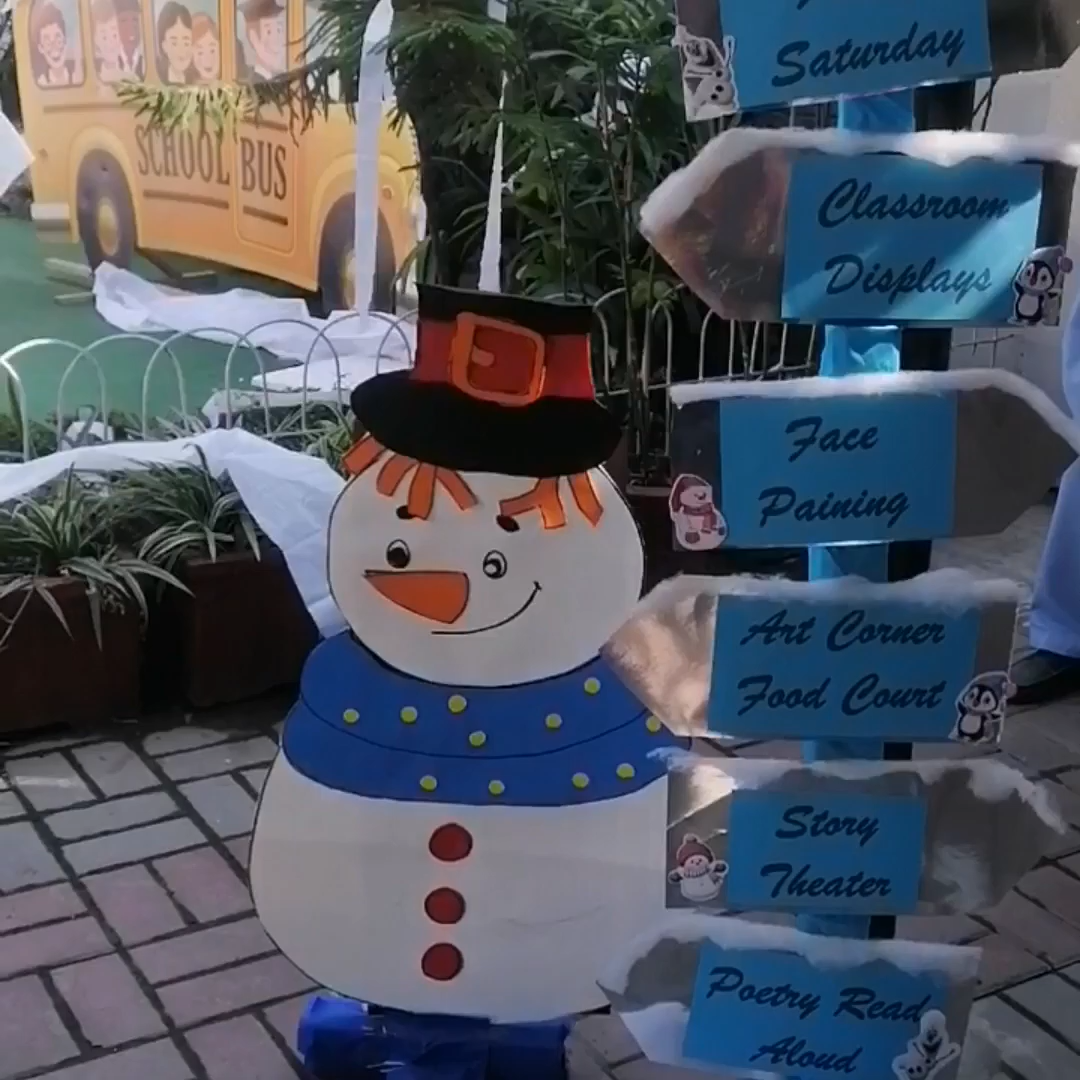 SCHOOL BUS
Saturday
Classroom
Displays
Face
Paining
Art Corner
Food Court
Story
Theater
Poetry Read
Aloud